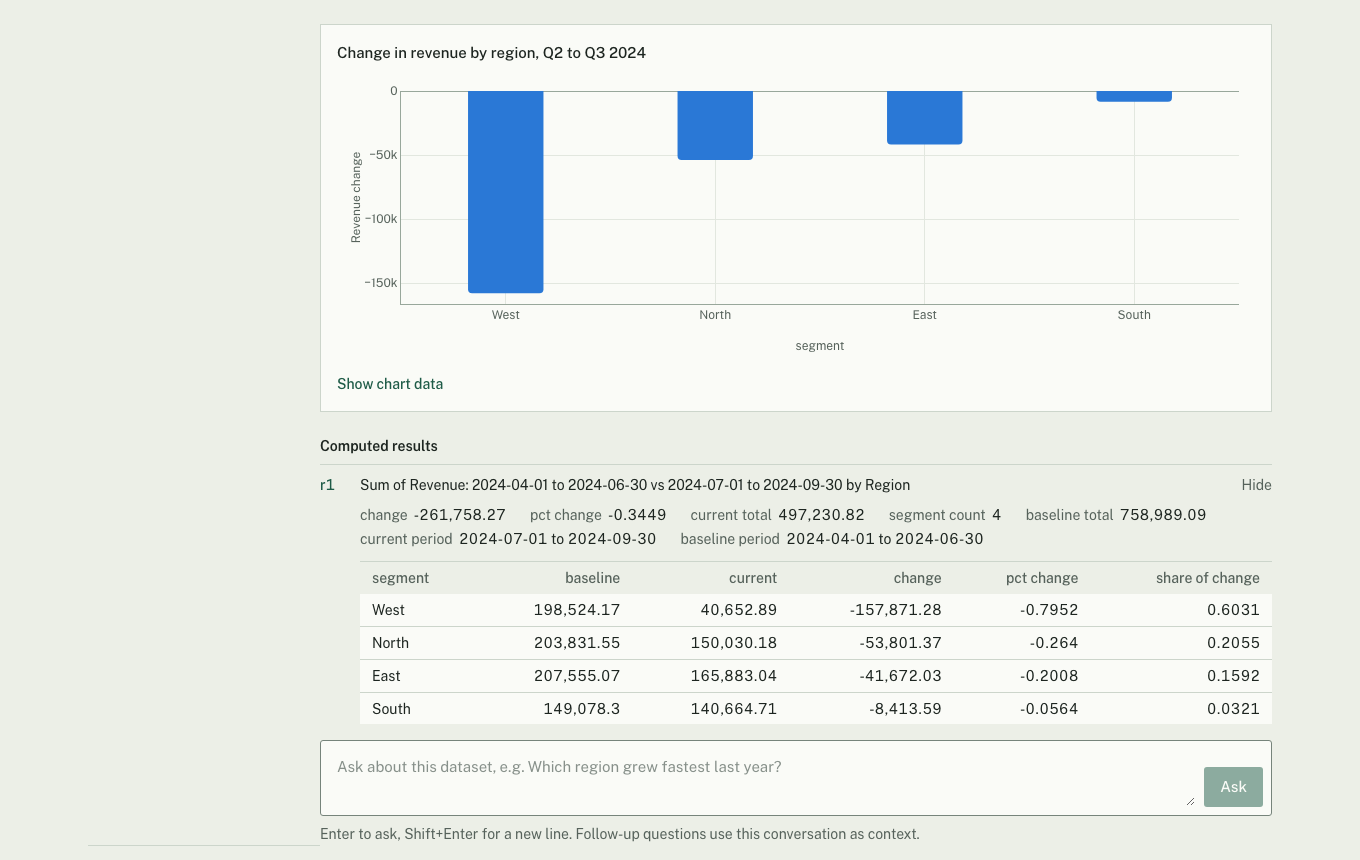 Change in revenue by region, Q2 to Q3 2024
0
−50k
−100k
−150k
Revenue change
West North East South
segment
Show chart data
Computed results
r1 Sum of Revenue: 2024-04-01 to 2024-06-30 vs 2024-07-01 to 2024-09-30 by Region Hide
change -261,758.27 pct change -0.3449 current total 497,230.82 segment count 4 baseline total 758,989.09
current period 2024-07-01 to 2024-09-30 baseline period 2024-04-01 to 2024-06-30
segment baseline current change pct change share of change
West 198,524.17 40,652.89 -157,871.28 -0.7952 0.6031
North 203,831.55 150,030.18 -53,801.37 -0.264 0.2055
East 207,555.07 165,883.04 -41,672.03 -0.2008 0.1592
South 149,078.3 140,664.71 -8,413.59 -0.0564 0.0321
Ask about this dataset, e.g. Which region grew fastest last year?
Ask
Enter to ask, Shift+Enter for a new line. Follow-up questions use this conversation as context.